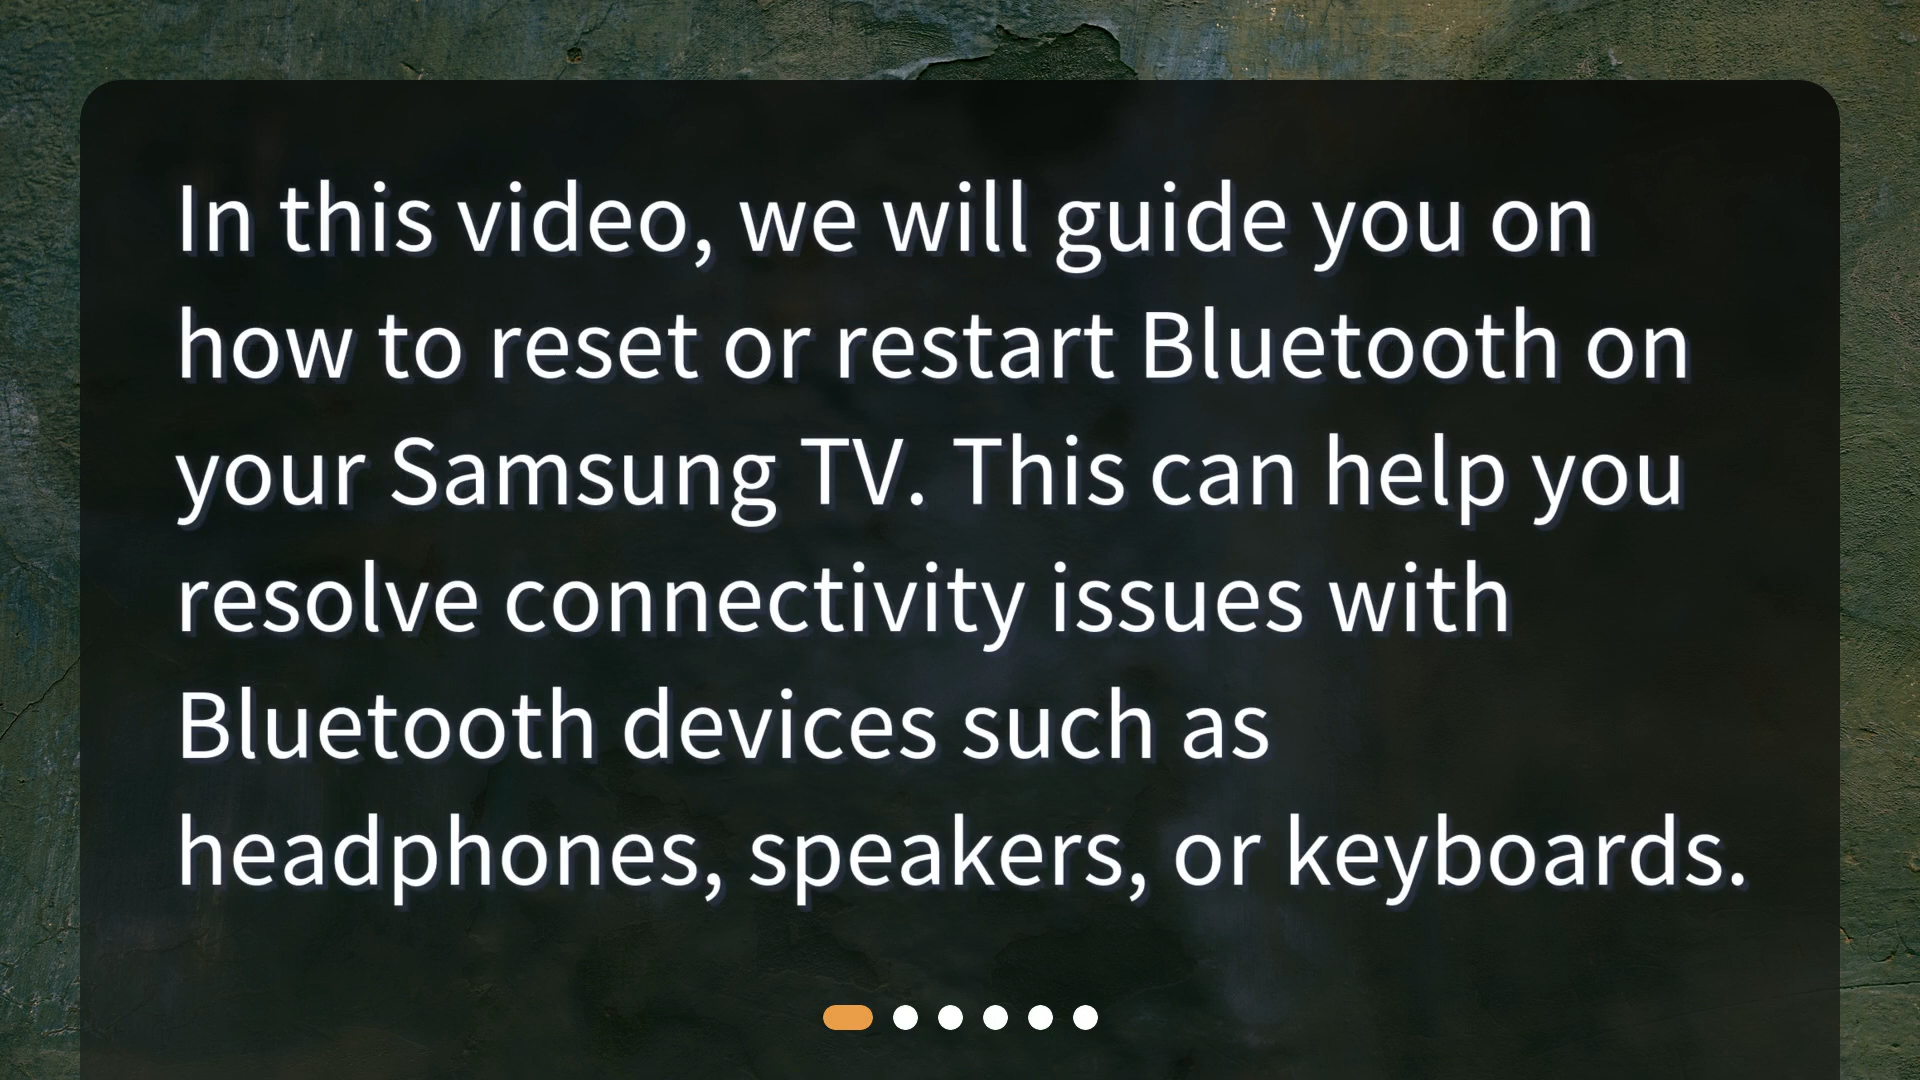 In this video, we will guide you on
how to reset or restart Bluetooth on
your Samsung TV. This can help you
resolve connectivity issues with
Bluetooth devices such as
headphones, speakers, or keyboards.